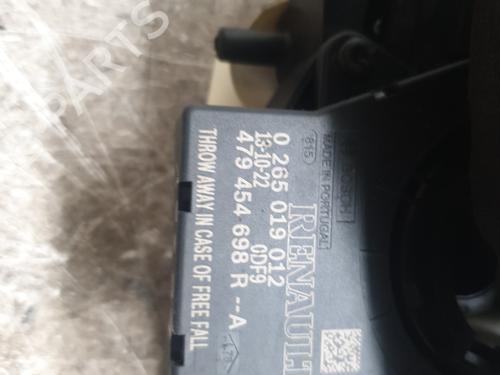 BOSCH
815 MADE IN PORTUGAL
RENAULT
0 265 019 012
13-10-22 0DF9
479 454 698 R --A
THROW AWAY IN CASE OF FREE FALL